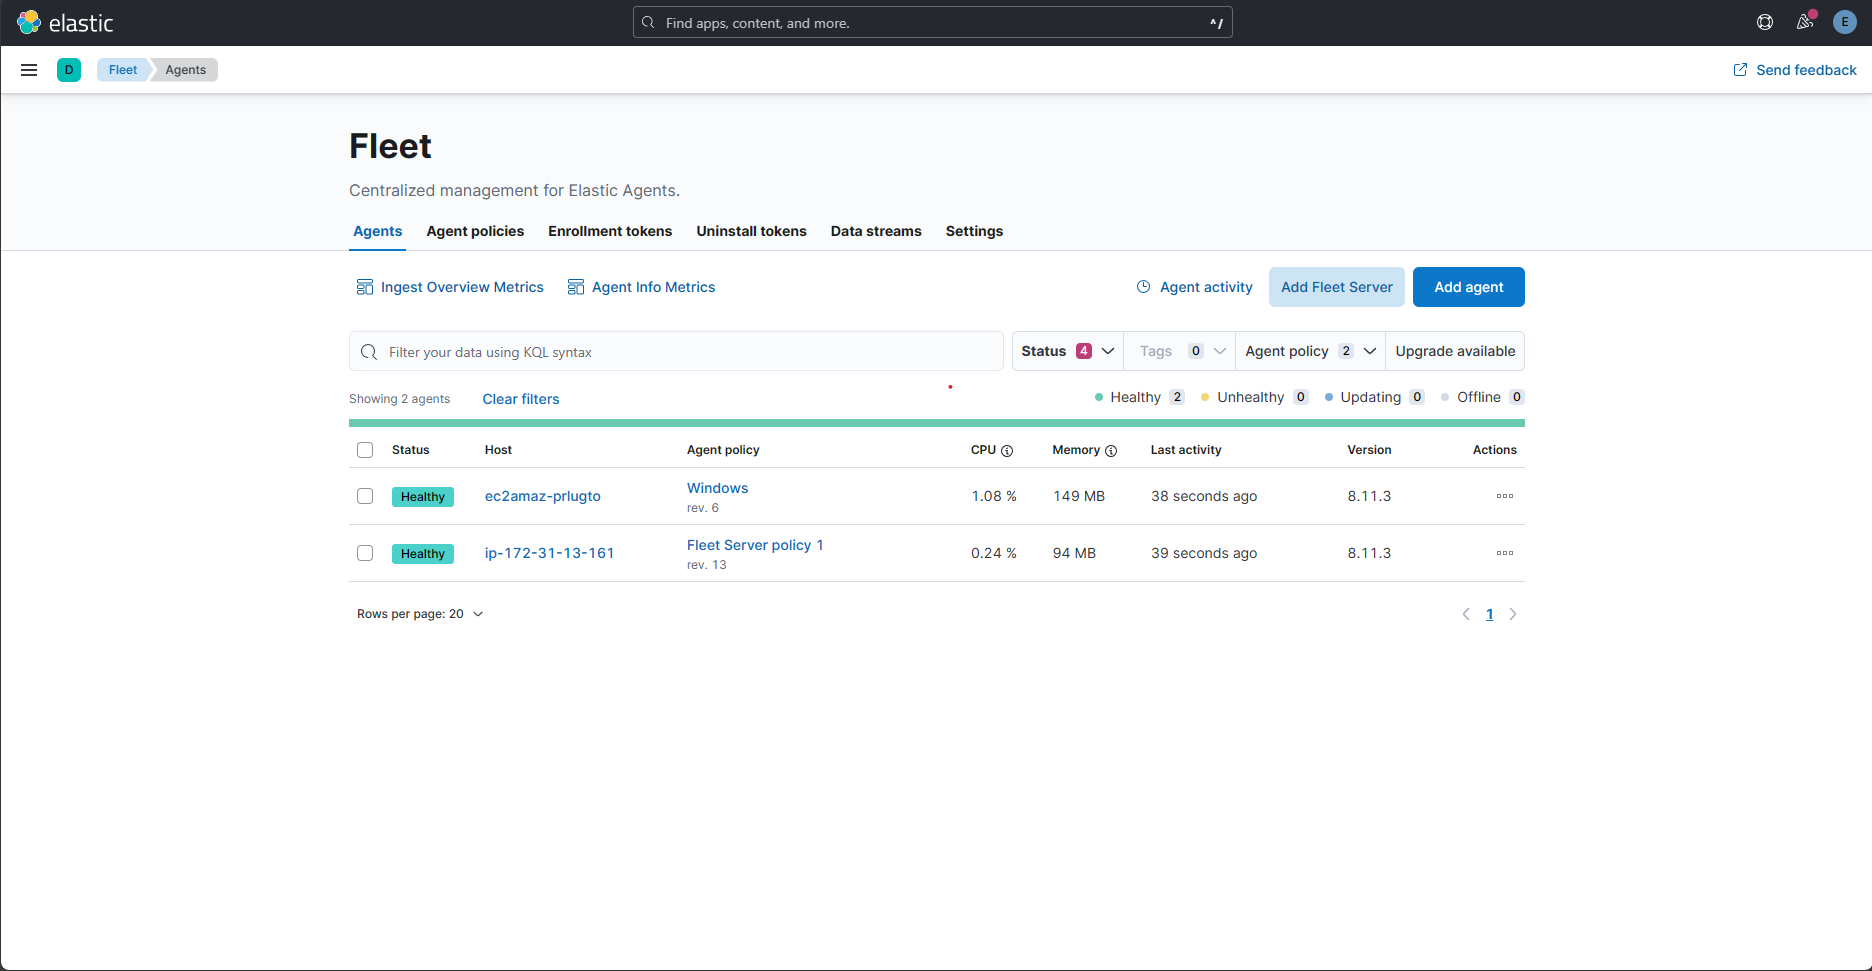 elastic
Find apps, content, and more.
^/
E
D
Fleet
Agents
Send feedback
Fleet
Centralized management for Elastic Agents.
Agents Agent policies Enrollment tokens Uninstall tokens Data streams Settings
Ingest Overview Metrics Agent Info Metrics Agent activity Add Fleet Server Add agent
Filter your data using KQL syntax Status 4 Tags 0 Agent policy 2 Upgrade available
Showing 2 agents Clear filters Healthy 2 Unhealthy 0 Updating 0 Offline 0
Status Host Agent policy CPU Memory Last activity Version Actions
Healthy ec2amaz-prlugto Windows 1.08 % 149 MB 38 seconds ago 8.11.3
rev. 6
Healthy ip-172-31-13-161 Fleet Server policy 1 0.24 % 94 MB 39 seconds ago 8.11.3
rev. 13
Rows per page: 20 1